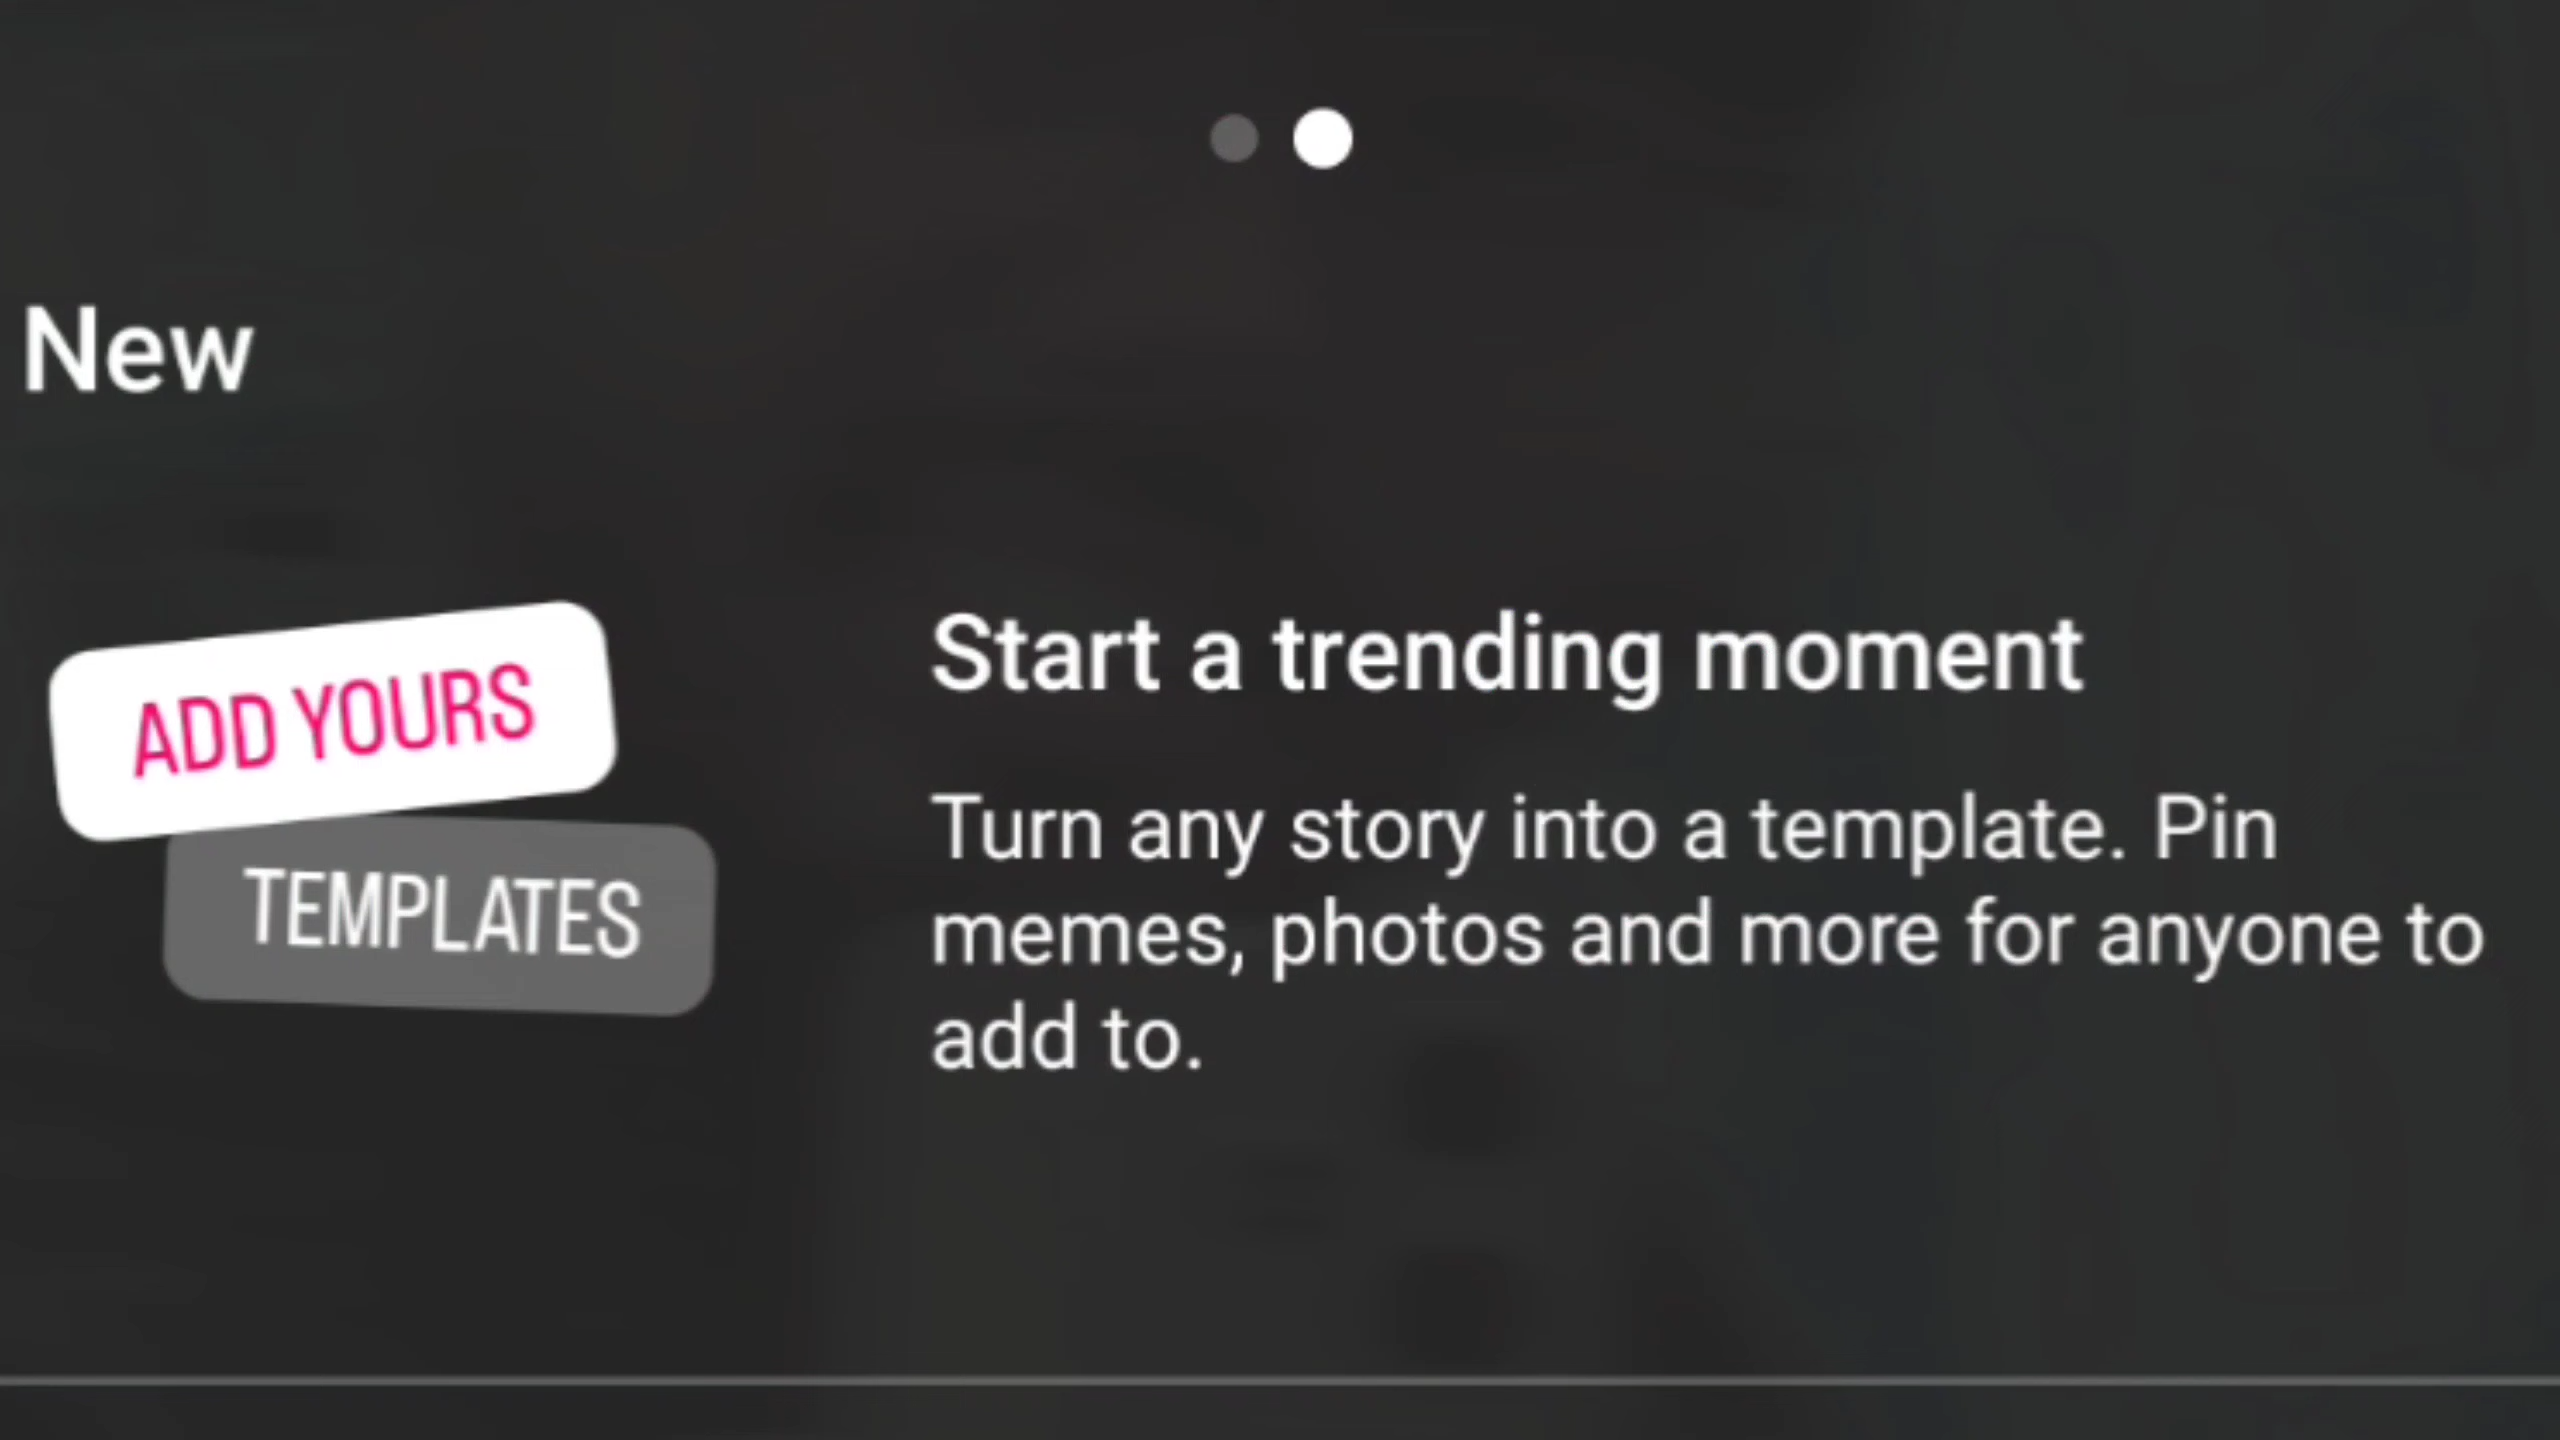 New
ADD YOURS
TEMPLATES
Start a trending moment
Turn any story into a template. Pin
memes, photos and more for anyone to
add to.